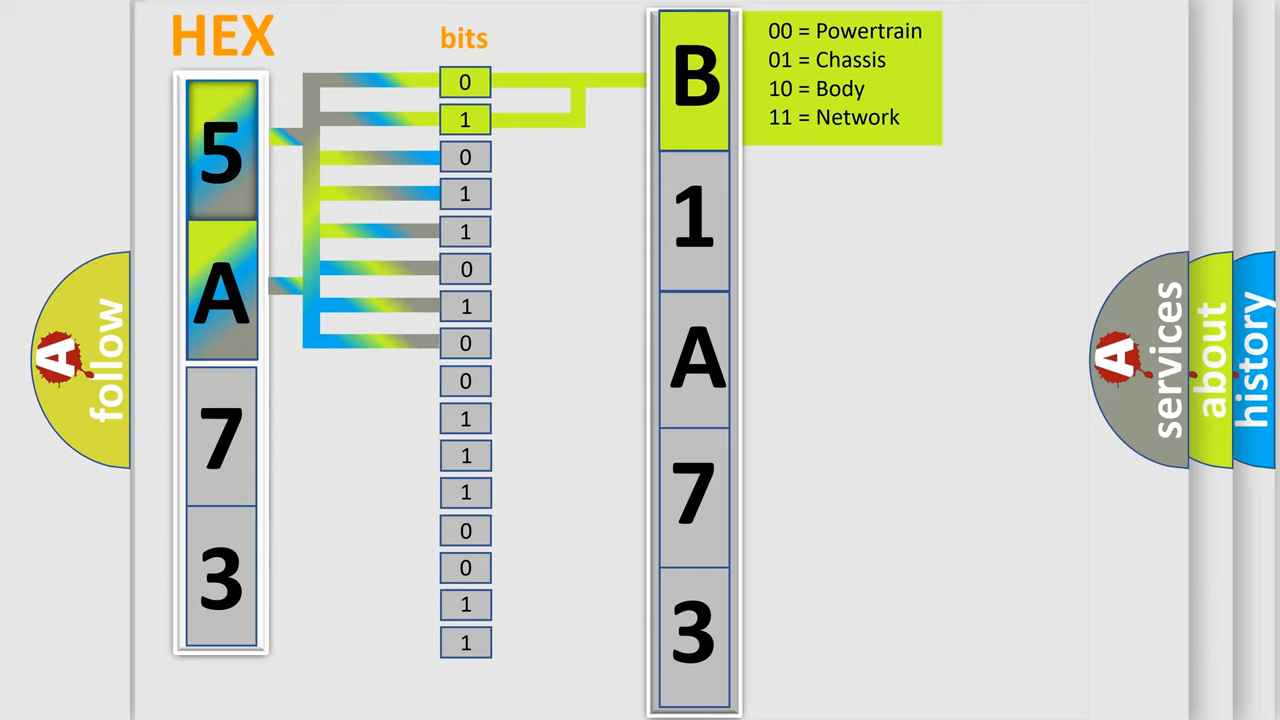 HEX
bits
5
A
7
3
0
1
0
1
1
0
1
0
0
1
1
1
0
0
1
1
B
1
A
7
3
00 = Powertrain
01 = Chassis
10 = Body
11 = Network
A
follow
A
services
about
history